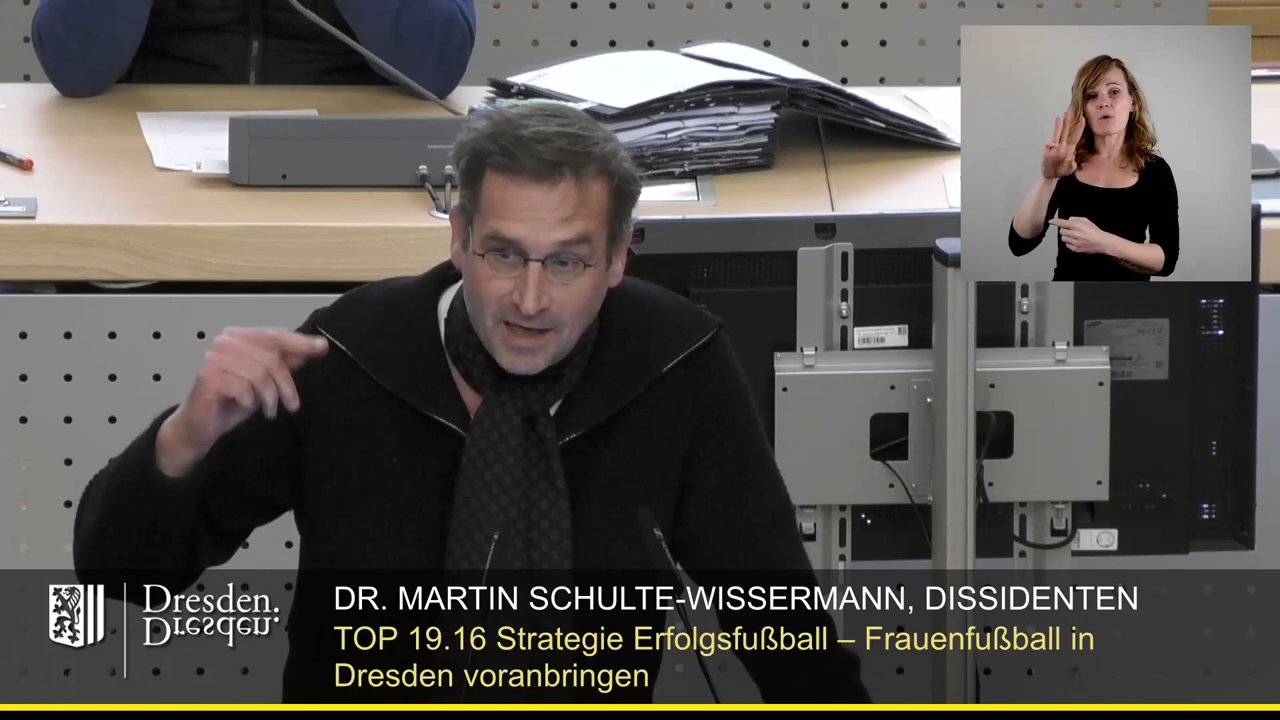 Dresden.
Dresden.
DR. MARTIN SCHULTE-WISSERMANN, DISSIDENTEN
TOP 19.16 Strategie Erfolgsfußball – Frauenfußball in
Dresden voranbringen